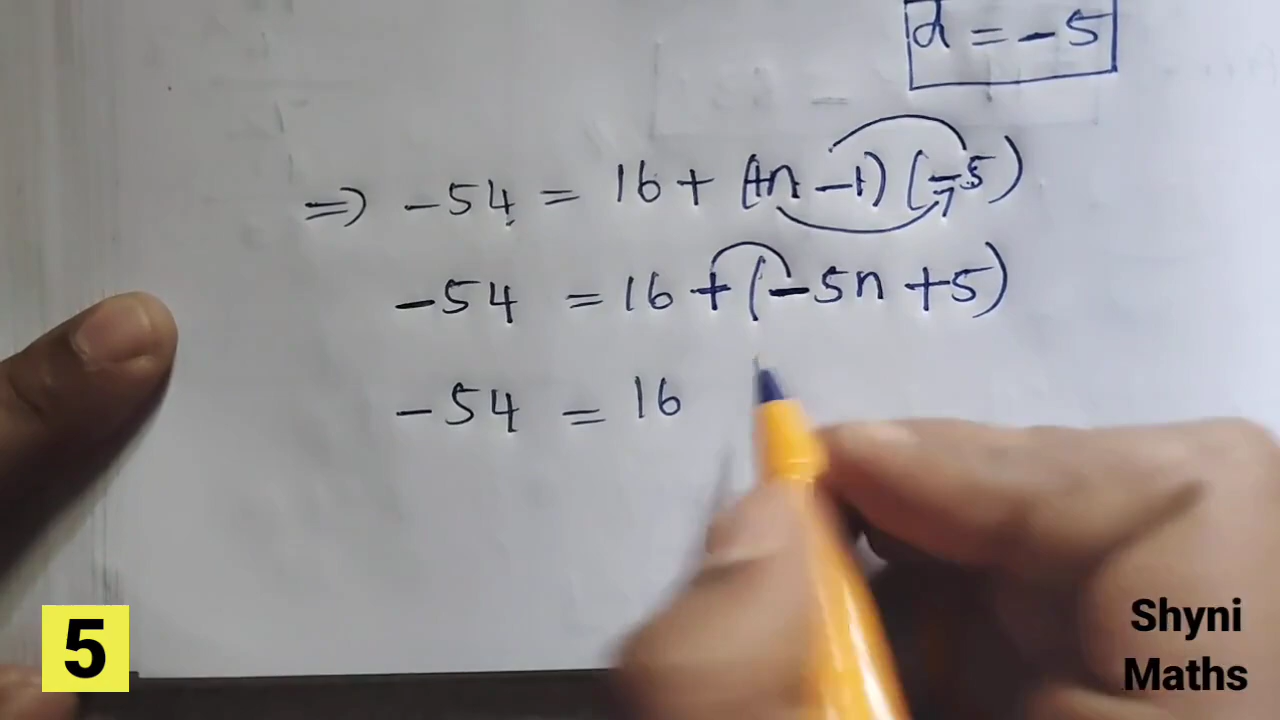 d = -5
⇒ -54 = 16 + (+n -1) (-5)
-54 = 16 + (-5n +5)
-54 = 16
5
Shyni
Maths